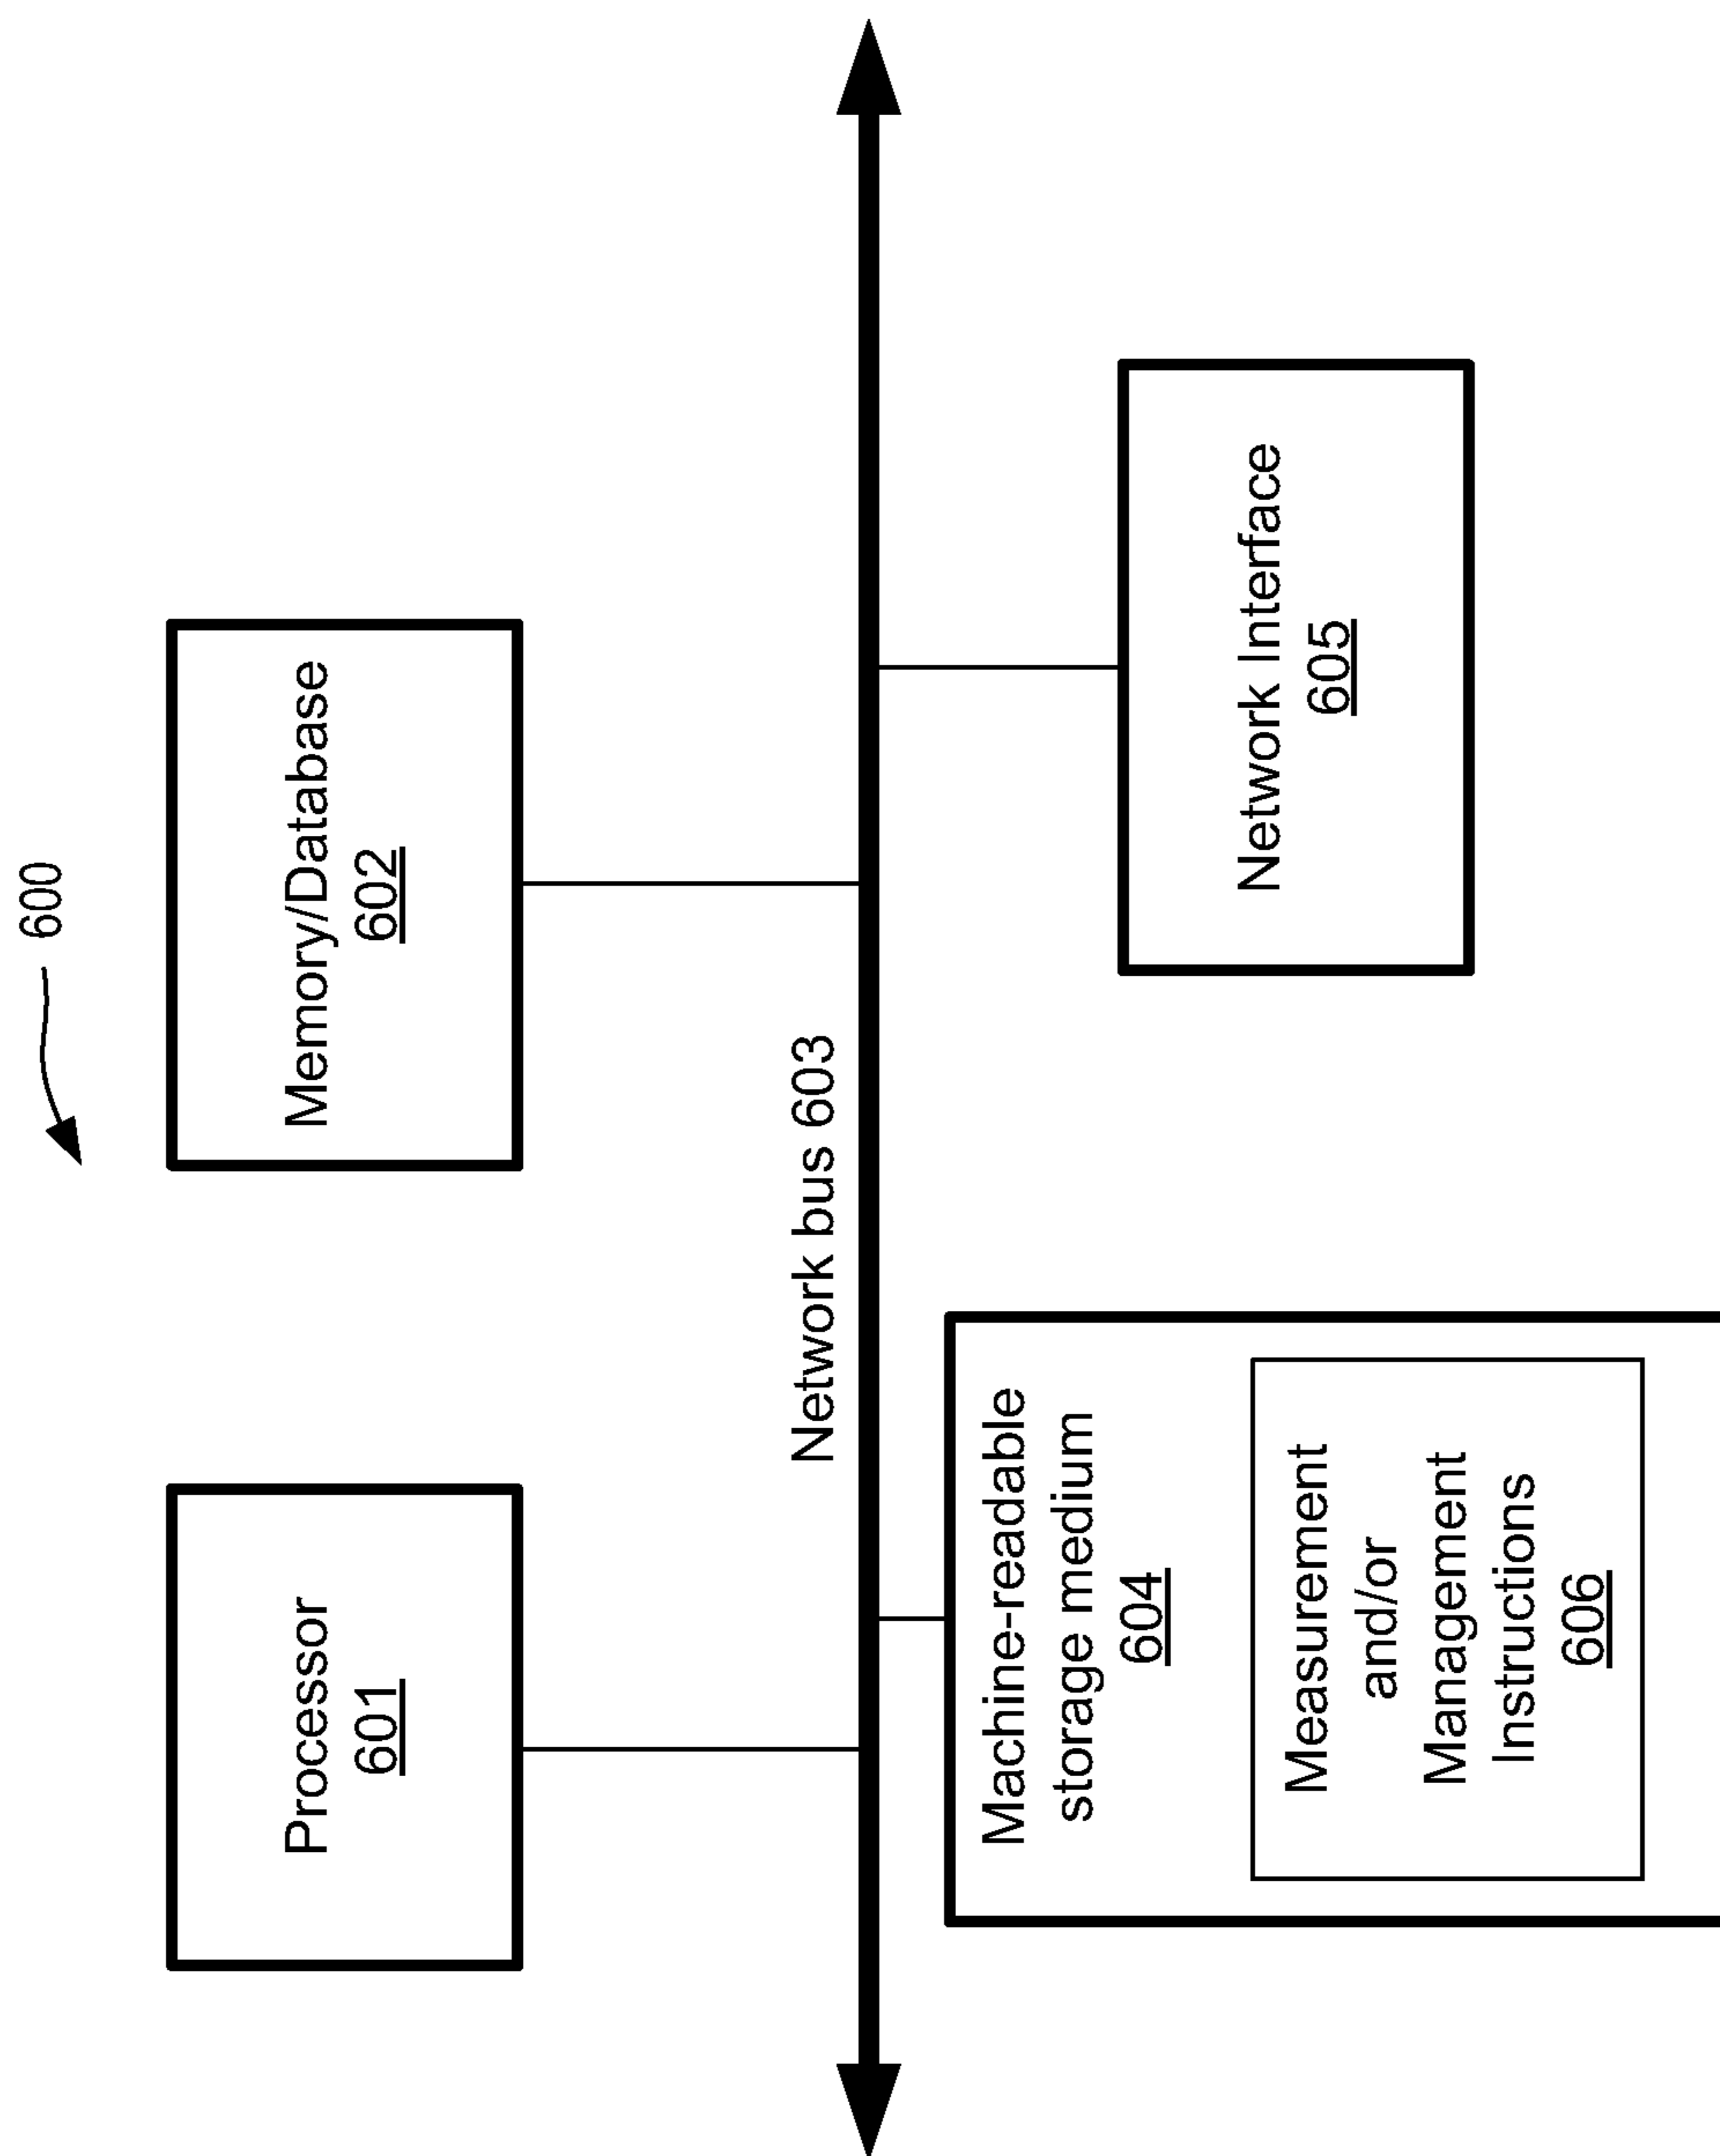 600
Processor
601
Memory/Database
602
Network bus 603
Machine-readable
storage medium
604
Measurement
and/or
Management
Instructions
606
Network Interface
605